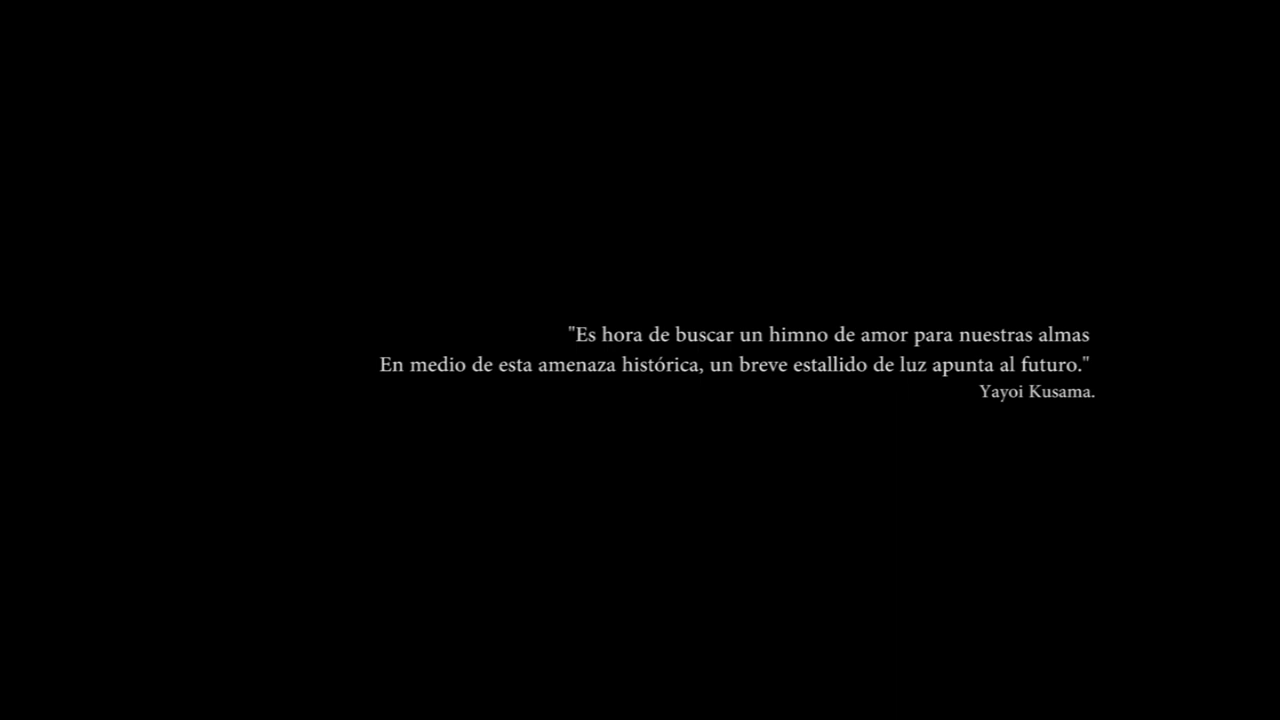 "Es hora de buscar un himno de amor para nuestras almas
En medio de esta amenaza histórica, un breve estallido de luz apunta al futuro."
Yayoi Kusama.